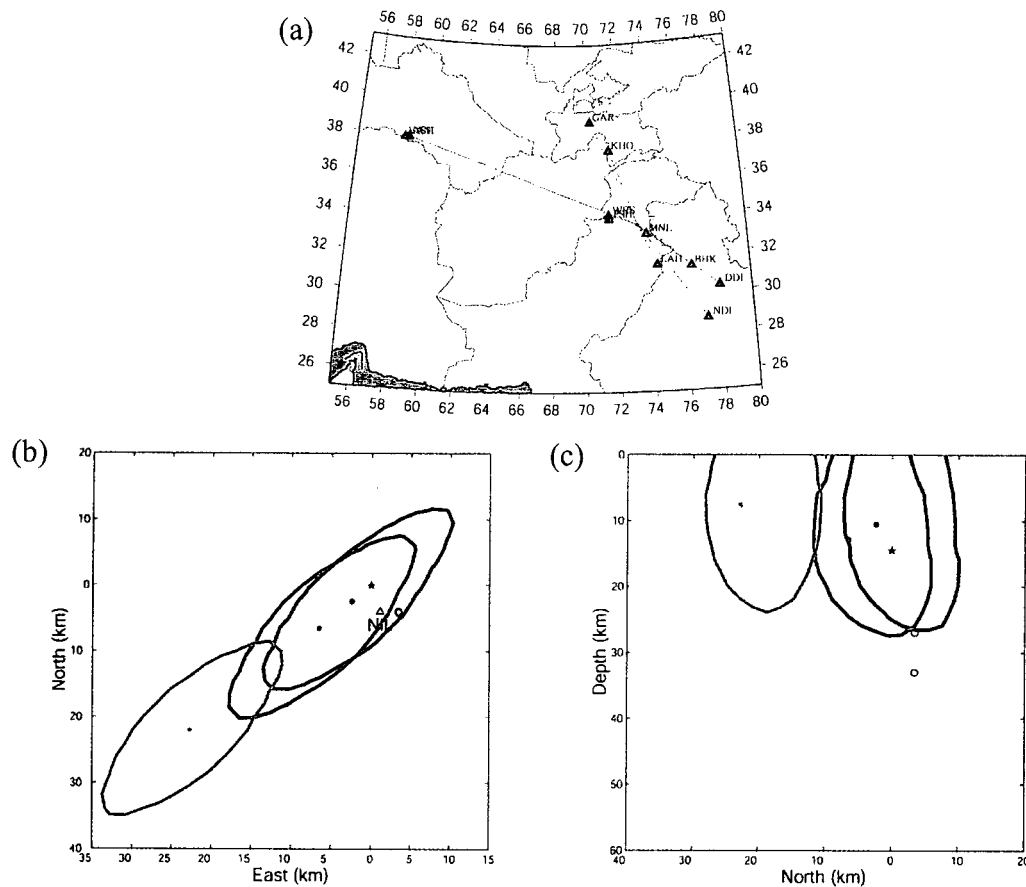 (a)
56 58 60 62 64 66 68 70 72 74 76 78 80
42 42
40 40
38 38
36 36
34 34
32 32
30 30
28 28
26 26
GAR
KHO
MNL
BHK
DDI
NDI
56 58 60 62 64 66 68 70 72 74 76 78 80
(b)
20
10
0
10
20
30
40
North (km)
Nil
35 30 25 20 15 10 5 0 5 10 15
East (km)
(c)
0
10
20
30
40
50
60
Depth (km)
40 30 20 10 0 10 20
North (km)